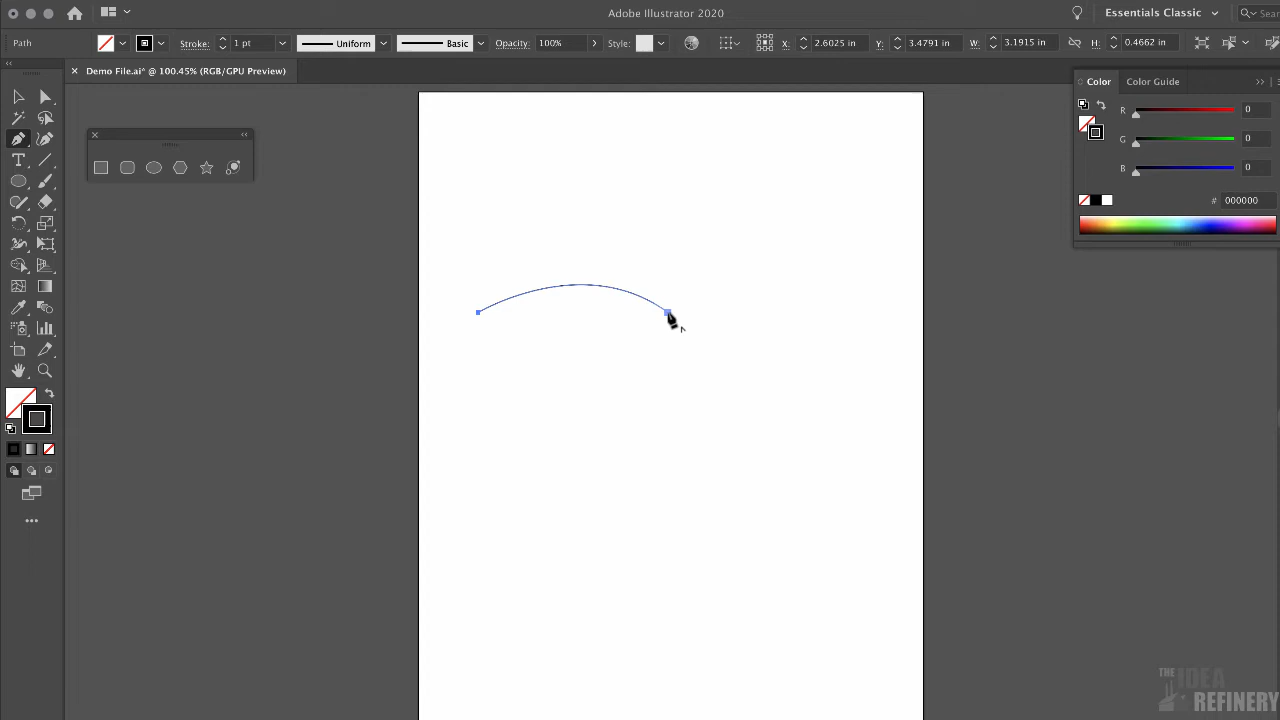 Adobe Illustrator 2020
Essentials Classic
Sear
Path
Stroke:
1 pt
Uniform
Basic
Opacity:
100%
Style:
X:
2.6025 in
Y:
3.4791 in
W:
3.1915 in
H:
0.4662 in
Demo File.ai* @ 100.45% (RGB/GPU Preview)
Color
Color Guide
R
0
G
0
B
0
#
000000
THE IDEA
REFINERY